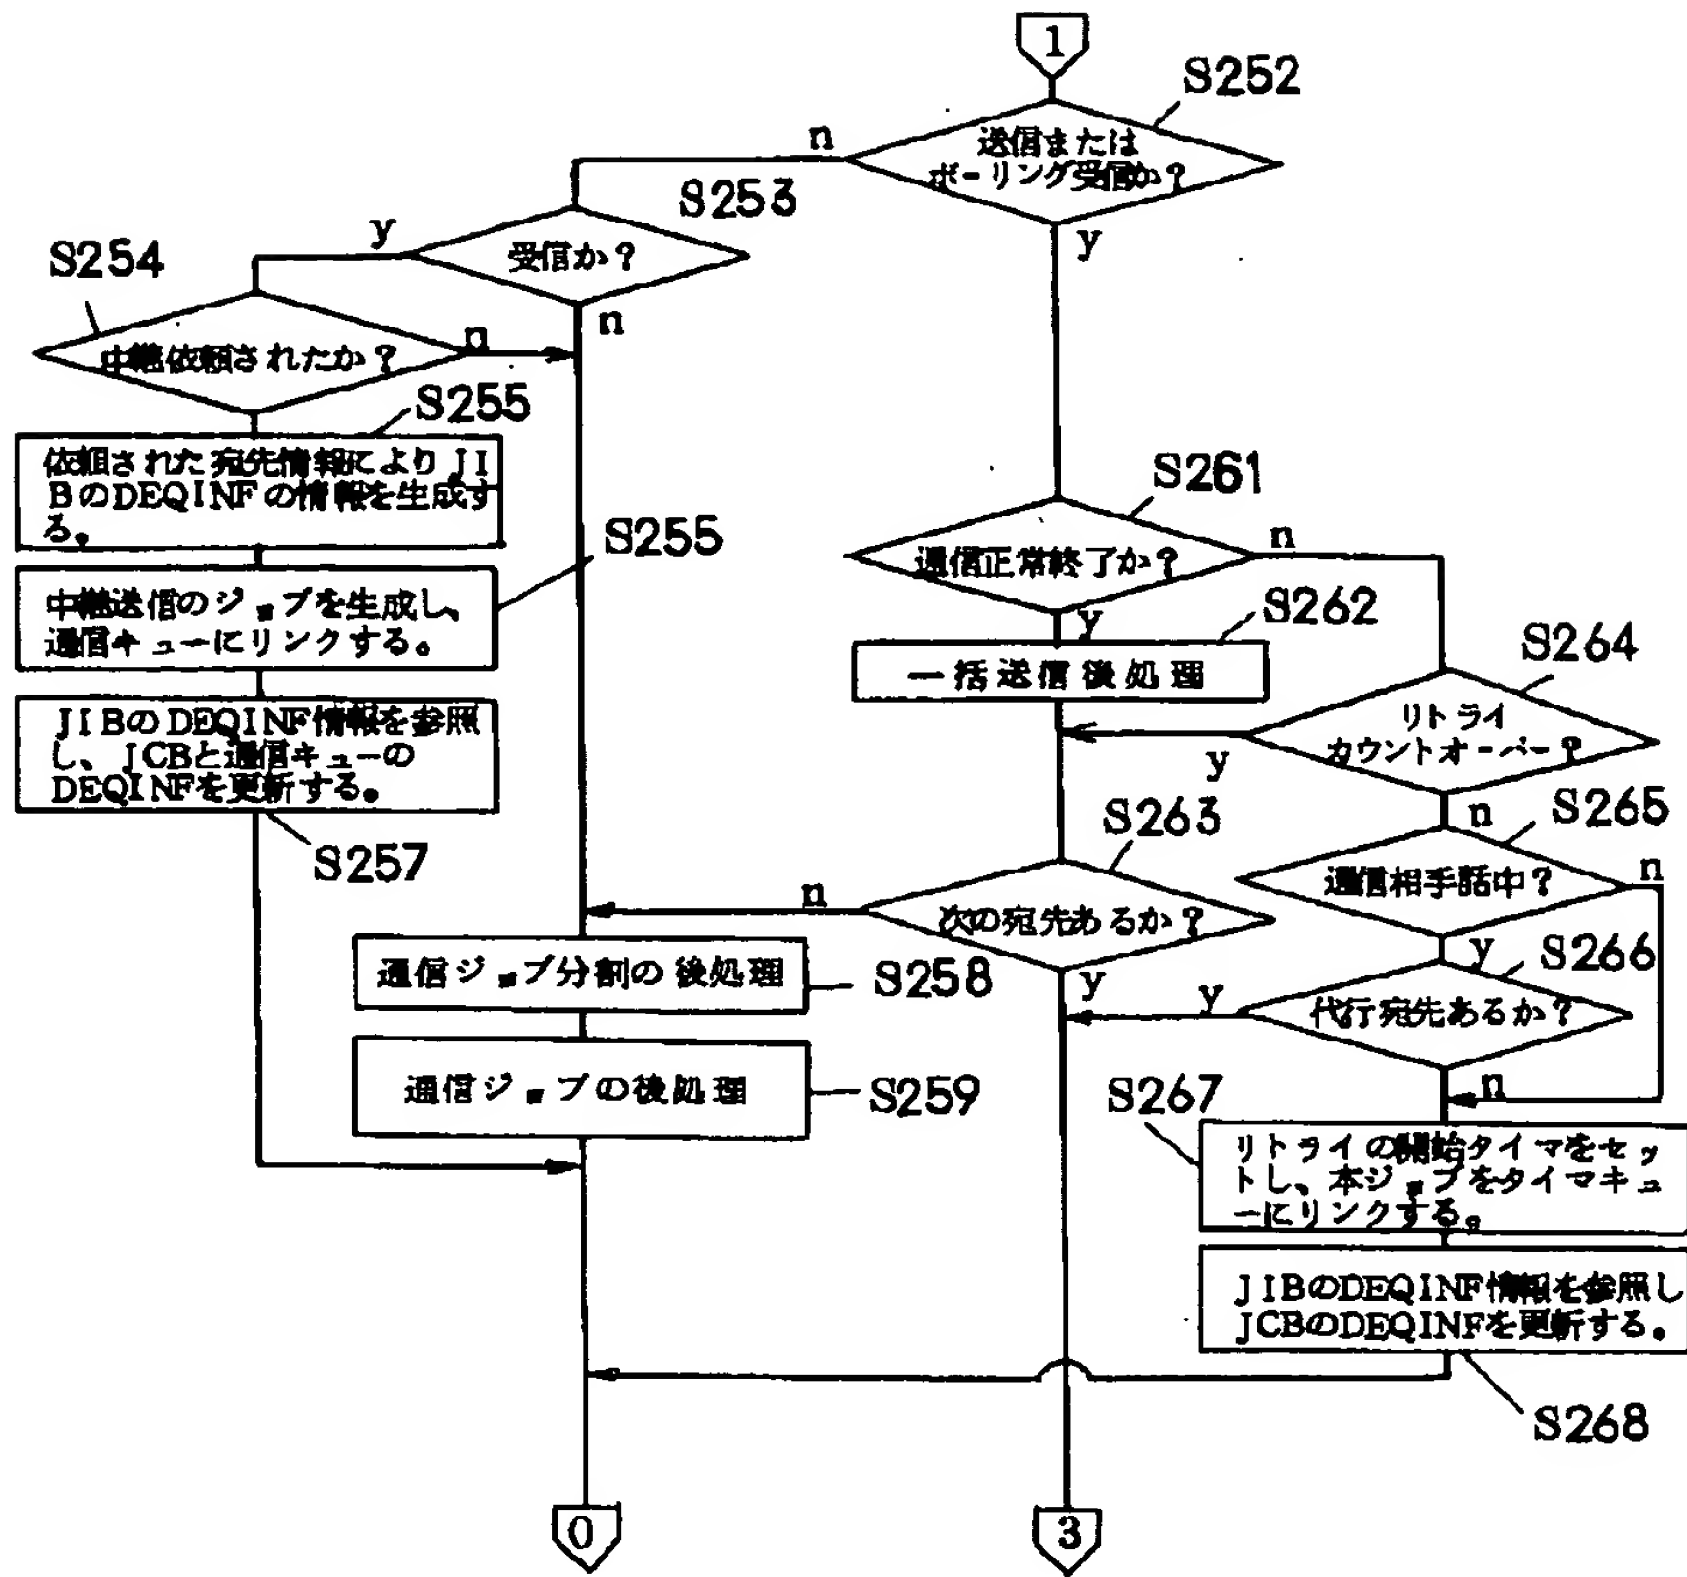 1
S252
送信または
ポーリング受信か?
n
y
S253
受信か?
y
n
S254
中継依頼されたか?
n
S255
依頼された宛先情報によりJI
BのDEQINFの情報を生成す
る。
S255
中継送信のジョブを生成し、
通信キューにリンクする。
JIBのDEQINF情報を参照
し、JCBと通信キューの
DEQINFを更新する。
S257
S261
通信正常終了か?
n
y
S262
一括送信後処理
S264
リトライ
カウントオーバー?
y
n
S263
次の宛先あるか?
n
y
S265
通信相手話中?
n
y
S266
代行宛先あるか?
y
n
通信ジョブ分割の後処理
S258
通信ジョブの後処理
S259
S267
リトライの開始タイマをセッ
トし、本ジョブをタイマキュ
ーにリンクする。
JIBのDEQINF情報を参照し
JCBのDEQINFを更新する。
S268
0
3